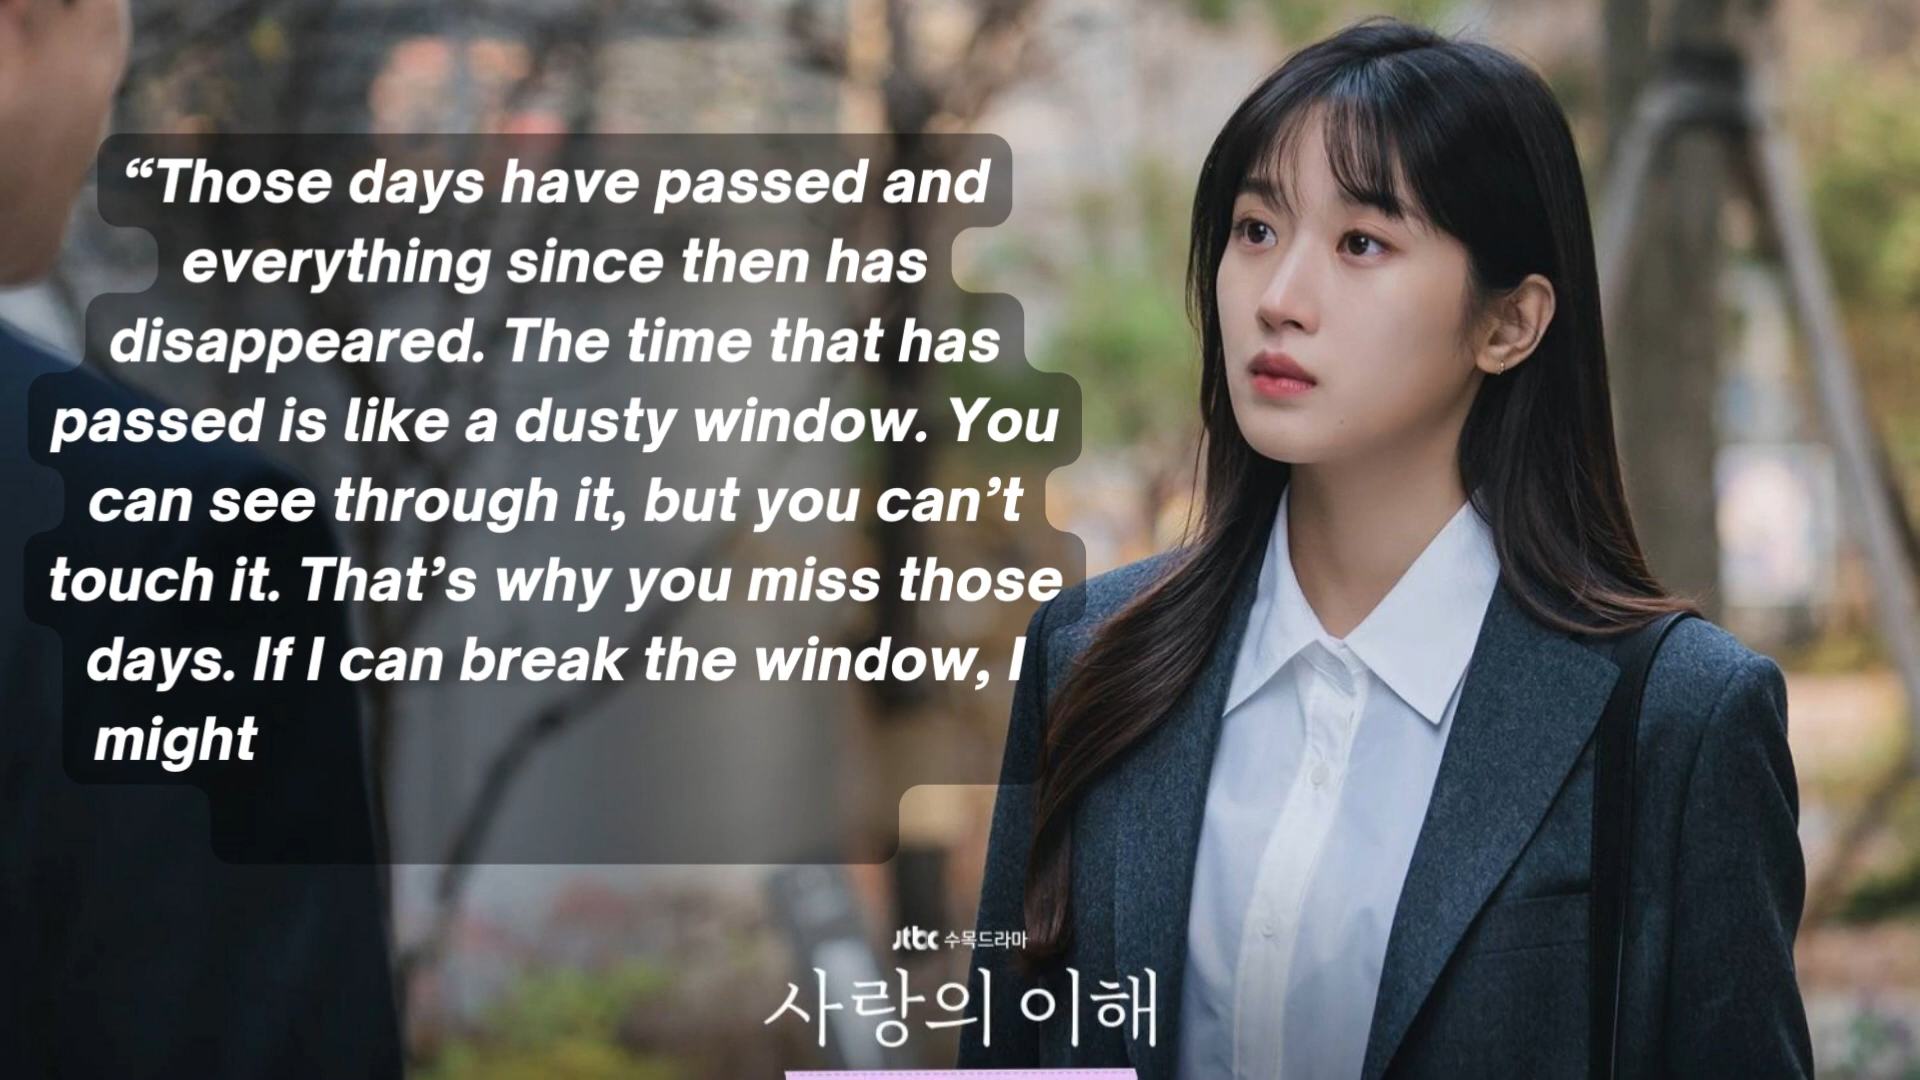 “Those days have passed and
everything since then has
disappeared. The time that has
passed is like a dusty window. You
can see through it, but you can’t
touch it. That’s why you miss those
days. If I can break the window, I
might
jtbc 수목드라마
사랑의 이해